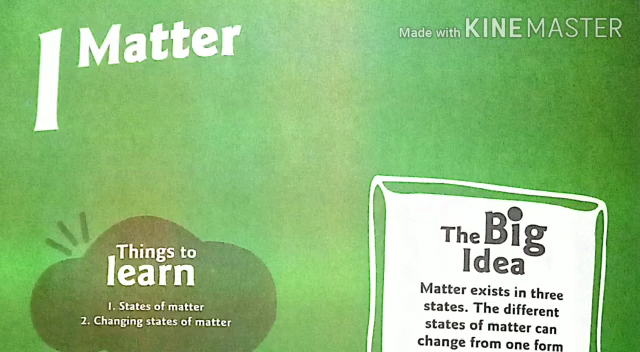 1 Matter
Made with KINEMASTER
Things to
learn
1. States of matter
2. Changing states of matter
The Big
Idea
Matter exists in three
states. The different
states of matter can
change from one form